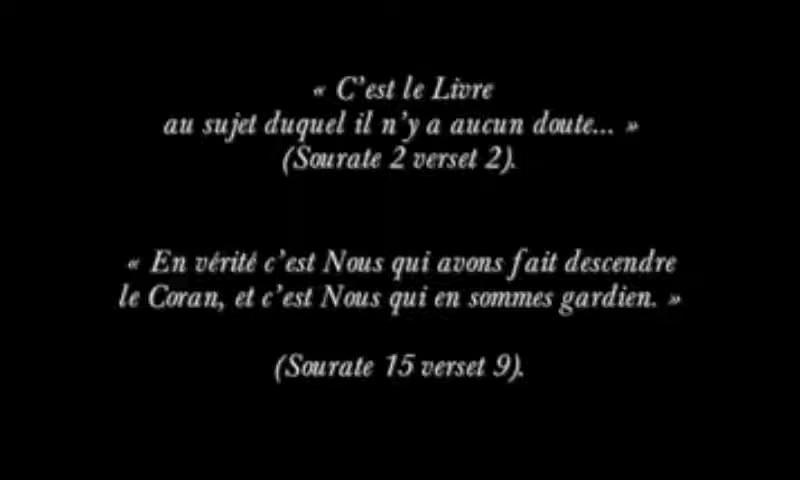 « C'est le Livre
au sujet duquel il n'y a aucun doute... »
(Sourate 2 verset 2).
« En vérité c'est Nous qui avons fait descendre
le Coran, et c'est Nous qui en sommes gardien. »
(Sourate 15 verset 9).